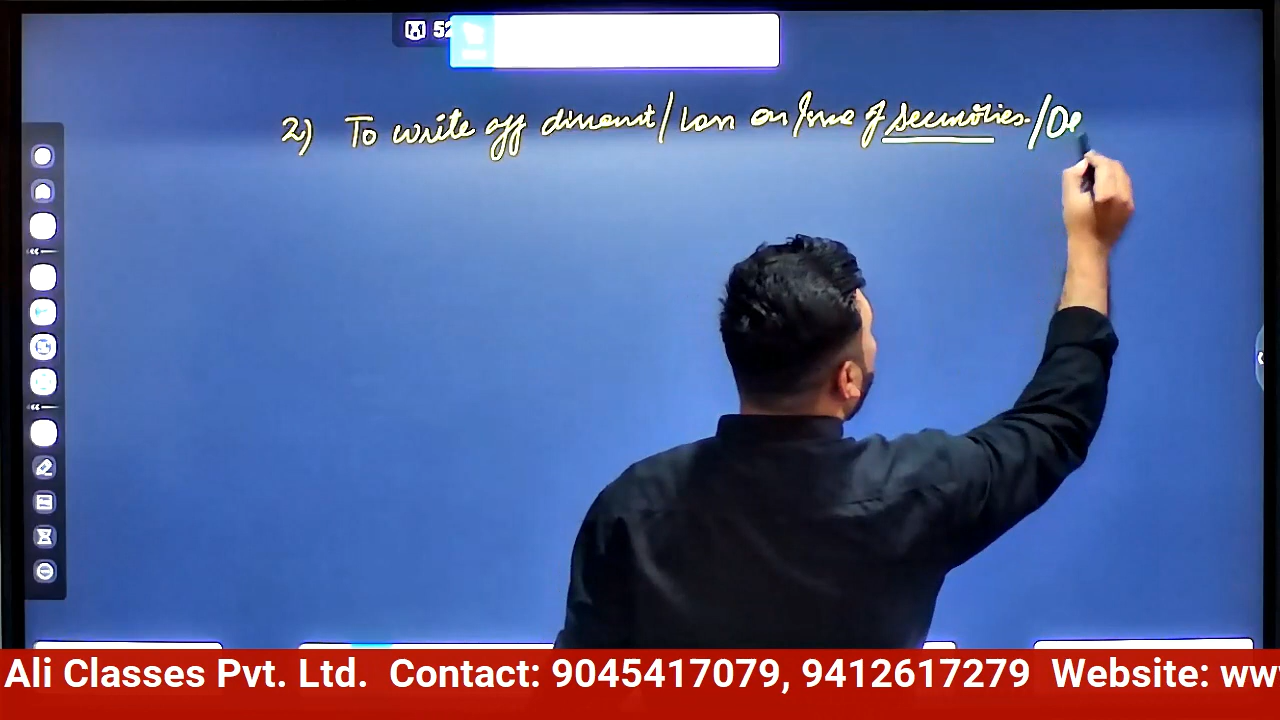 52
2) To write off discount/Loss on Issue of Securities./De
Ali Classes Pvt. Ltd. Contact: 9045417079, 9412617279 Website: ww